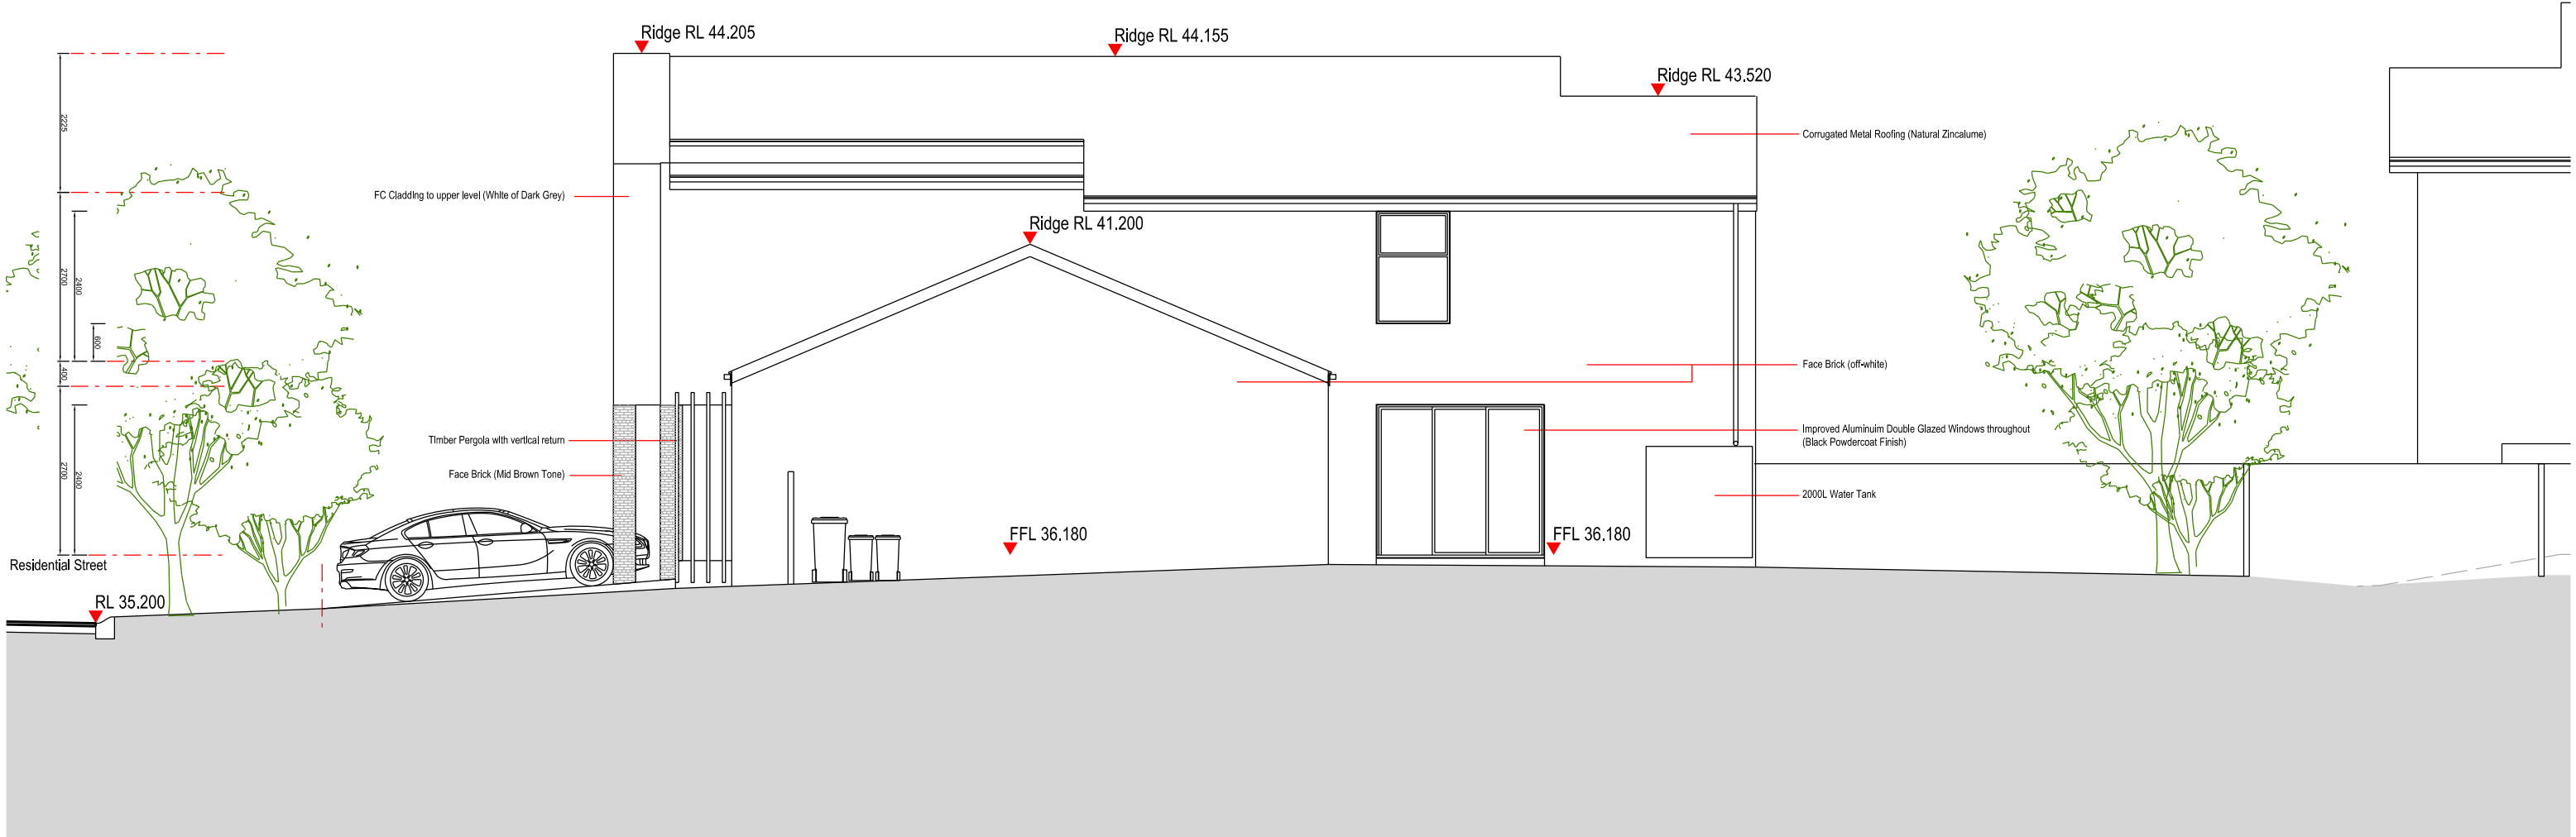 Ridge RL 44.205
Ridge RL 44.155
Ridge RL 43.520
2225
Corrugated Metal Roofing (Natural Zincalume)
FC Cladding to upper level (White of Dark Grey)
Ridge RL 41.200
2700
2400
600
400
Face Brick (off-white)
Timber Pergola with vertical return
Improved Aluminuim Double Glazed Windows throughout
(Black Powdercoat Finish)
Face Brick (Mid Brown Tone)
2700
2400
2000L Water Tank
FFL 36.180
FFL 36.180
Residential Street
RL 35.200